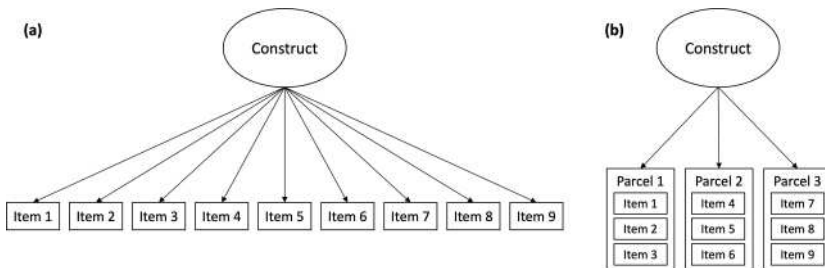 (a)
Construct
Item 1 Item 2 Item 3 Item 4 Item 5 Item 6 Item 7 Item 8 Item 9
(b)
Construct
Parcel 1 Parcel 2 Parcel 3
Item 1 Item 4 Item 7
Item 2 Item 5 Item 8
Item 3 Item 6 Item 9